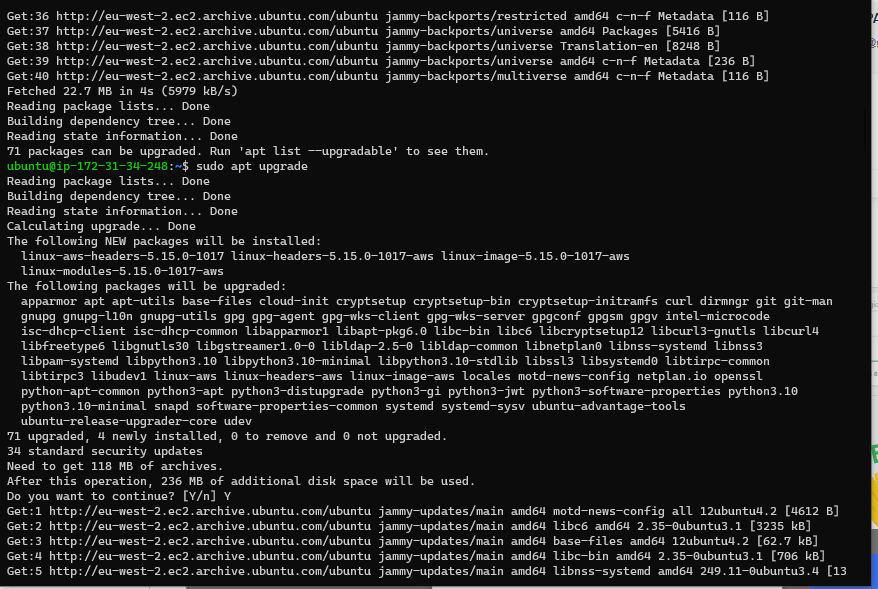 Get:36 http://eu-west-2.ec2.archive.ubuntu.com/ubuntu jammy-backports/restricted amd64 c-n-f Metadata [116 B]
Get:37 http://eu-west-2.ec2.archive.ubuntu.com/ubuntu jammy-backports/universe amd64 Packages [5416 B]
Get:38 http://eu-west-2.ec2.archive.ubuntu.com/ubuntu jammy-backports/universe Translation-en [8248 B]
Get:39 http://eu-west-2.ec2.archive.ubuntu.com/ubuntu jammy-backports/universe amd64 c-n-f Metadata [236 B]
Get:40 http://eu-west-2.ec2.archive.ubuntu.com/ubuntu jammy-backports/multiverse amd64 c-n-f Metadata [116 B]
Fetched 22.7 MB in 4s (5979 kB/s)
Reading package lists... Done
Building dependency tree... Done
Reading state information... Done
71 packages can be upgraded. Run 'apt list --upgradable' to see them.
ubuntu@ip-172-31-34-248:~$ sudo apt upgrade
Reading package lists... Done
Building dependency tree... Done
Reading state information... Done
Calculating upgrade... Done
The following NEW packages will be installed:
linux-aws-headers-5.15.0-1017 linux-headers-5.15.0-1017-aws linux-image-5.15.0-1017-aws
linux-modules-5.15.0-1017-aws
The following packages will be upgraded:
apparmor apt apt-utils base-files cloud-init cryptsetup cryptsetup-bin cryptsetup-initramfs curl dirmngr git git-man
gnupg gnupg-l10n gnupg-utils gpg gpg-agent gpg-wks-client gpg-wks-server gpgconf gpgsm gpgv intel-microcode
isc-dhcp-client isc-dhcp-common libapparmor1 libapt-pkg6.0 libc-bin libc6 libcryptsetup12 libcurl3-gnutls libcurl4
libfreetype6 libgnutls30 libgstreamer1.0-0 libldap-2.5-0 libldap-common libnetplan0 libnss-systemd libnss3
libpam-systemd libpython3.10 libpython3.10-minimal libpython3.10-stdlib libssl3 libsystemd0 libtirpc-common
libtirpc3 libudev1 linux-aws linux-headers-aws linux-image-aws locales motd-news-config netplan.io openssl
python-apt-common python3-apt python3-distupgrade python3-gi python3-jwt python3-software-properties python3.10
python3.10-minimal snapd software-properties-common systemd systemd-sysv ubuntu-advantage-tools
ubuntu-release-upgrader-core udev
71 upgraded, 4 newly installed, 0 to remove and 0 not upgraded.
34 standard security updates
Need to get 118 MB of archives.
After this operation, 236 MB of additional disk space will be used.
Do you want to continue? [Y/n] Y
Get:1 http://eu-west-2.ec2.archive.ubuntu.com/ubuntu jammy-updates/main amd64 motd-news-config all 12ubuntu4.2 [4612 B]
Get:2 http://eu-west-2.ec2.archive.ubuntu.com/ubuntu jammy-updates/main amd64 libc6 amd64 2.35-0ubuntu3.1 [3235 kB]
Get:3 http://eu-west-2.ec2.archive.ubuntu.com/ubuntu jammy-updates/main amd64 base-files amd64 12ubuntu4.2 [62.7 kB]
Get:4 http://eu-west-2.ec2.archive.ubuntu.com/ubuntu jammy-updates/main amd64 libc-bin amd64 2.35-0ubuntu3.1 [706 kB]
Get:5 http://eu-west-2.ec2.archive.ubuntu.com/ubuntu jammy-updates/main amd64 libnss-systemd amd64 249.11-0ubuntu3.4 [13